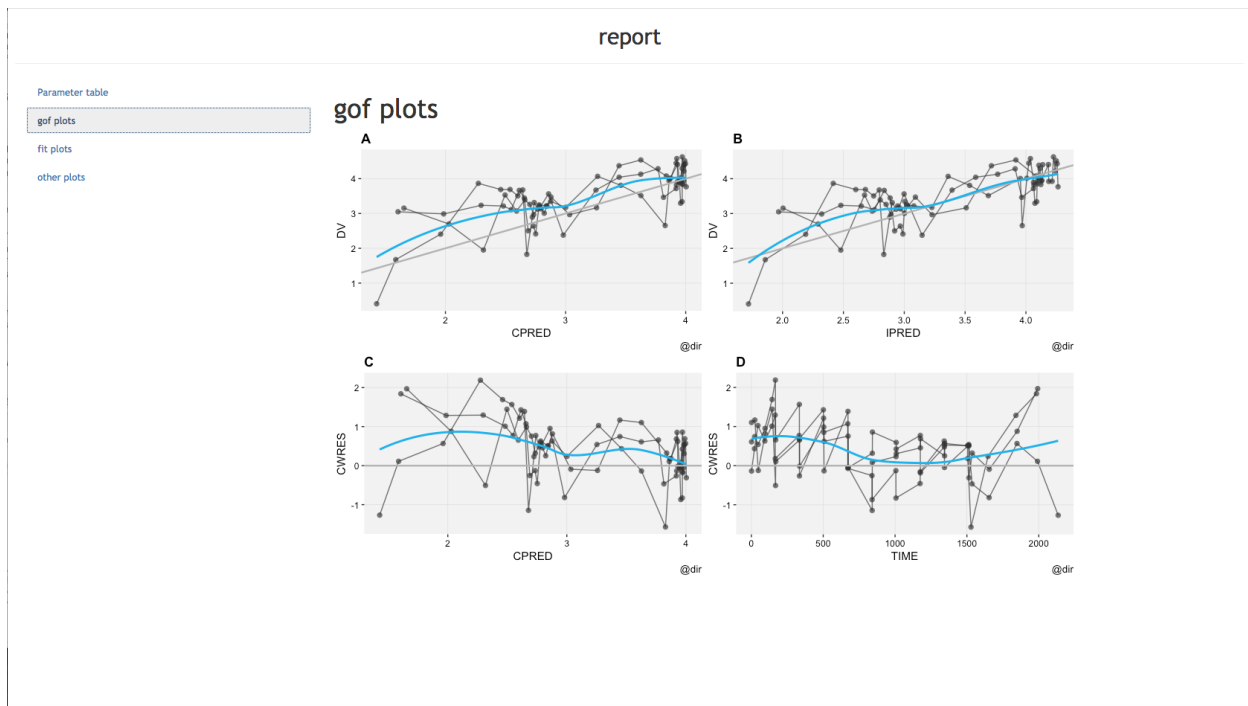 report
Parameter table
gof plots
fit plots
other plots
gof plots
A
4
3
2
1
DV
2 3 4
CPRED
@dir
B
4
3
2
1
DV
2.0 2.5 3.0 3.5 4.0
IPRED
@dir
C
2
1
0
-1
CWRES
2 3 4
CPRED
@dir
D
2
1
0
-1
CWRES
0 500 1000 1500 2000
TIME
@dir